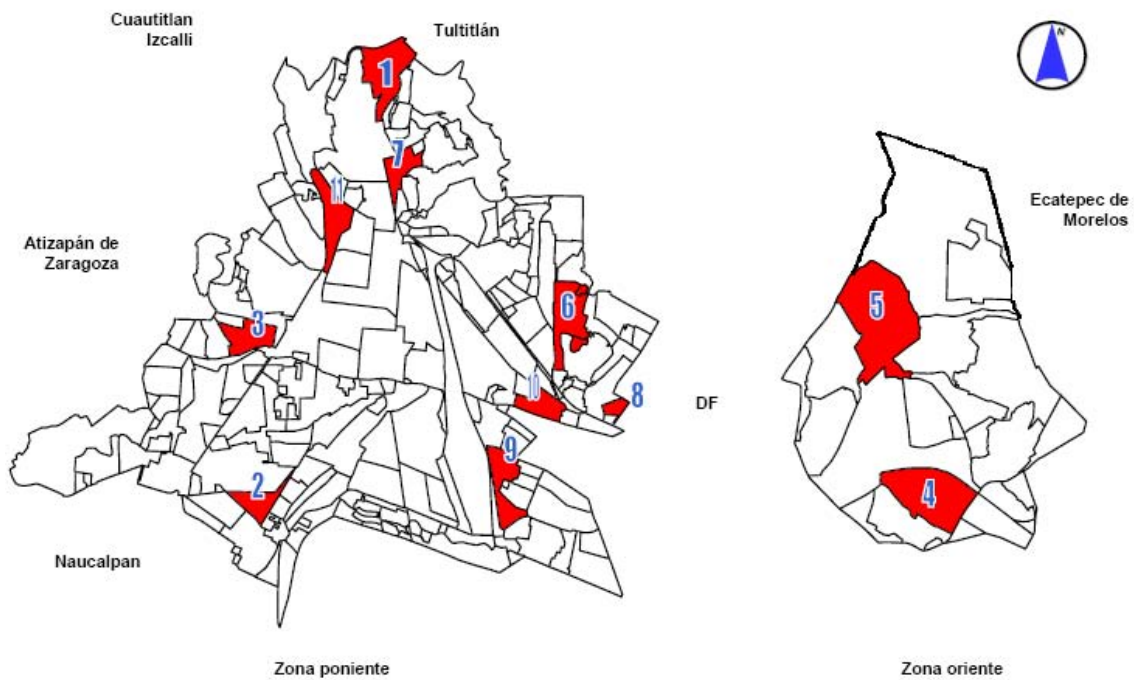 Cuautitlan
Izcalli
Tultitlán
N
1
7
11
Ecatepec de
Morelos
Atizapán de
Zaragoza
6
5
3
10
8
DF
9
2
4
Naucalpan
Zona poniente
Zona oriente